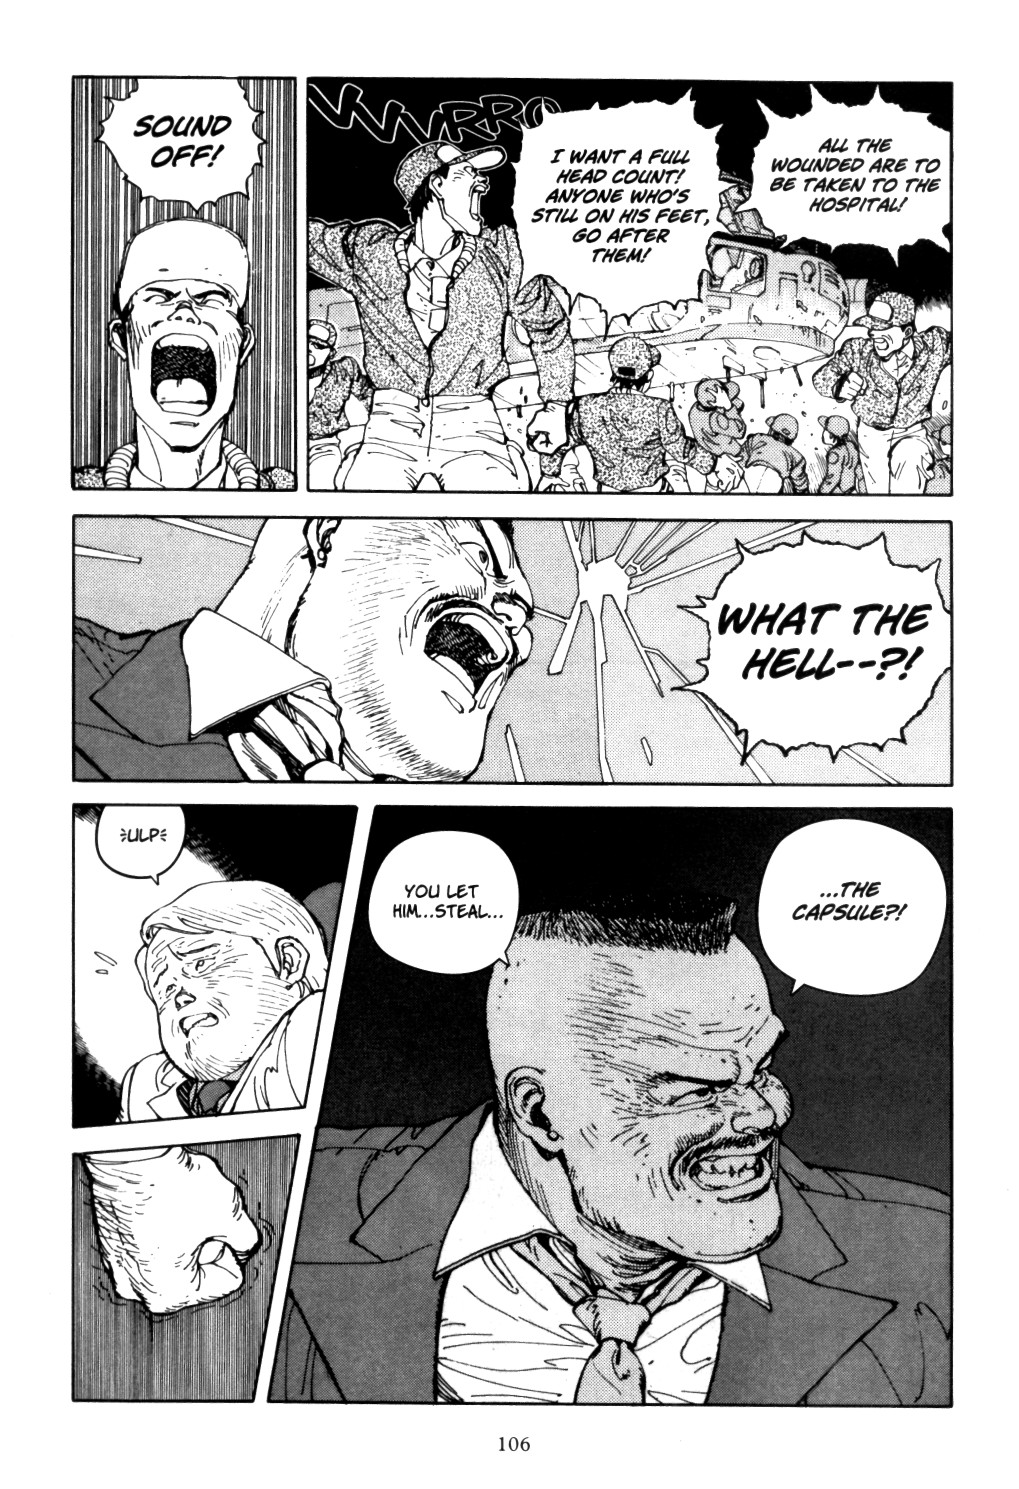 SOUND
OFF!
VVVRRRO
I WANT A FULL
HEAD COUNT!
ANYONE WHO'S
STILL ON HIS FEET,
GO AFTER
THEM!
ALL THE
WOUNDED ARE TO
BE TAKEN TO THE
HOSPITAL!
WHAT THE
HELL--?!
ULP
YOU LET
HIM...STEAL...
...THE
CAPSULE?!
106